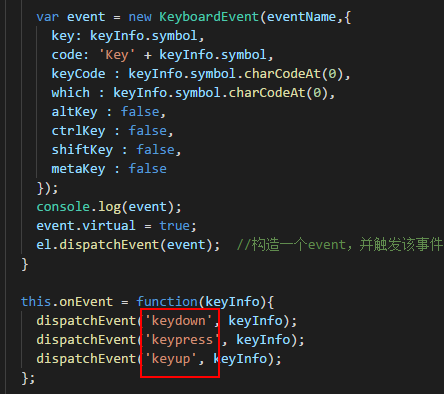 var event = new KeyboardEvent(eventName,{
key: keyInfo.symbol,
code: 'Key' + keyInfo.symbol,
keyCode : keyInfo.symbol.charCodeAt(0),
which : keyInfo.symbol.charCodeAt(0),
altKey : false,
ctrlKey : false,
shiftKey : false,
metaKey : false
});
console.log(event);
event.virtual = true;
el.dispatchEvent(event);  //构造一个event，并触发该事件
}
this.onEvent = function(keyInfo){
dispatchEvent('keydown', keyInfo);
dispatchEvent('keypress', keyInfo);
dispatchEvent('keyup', keyInfo);
};